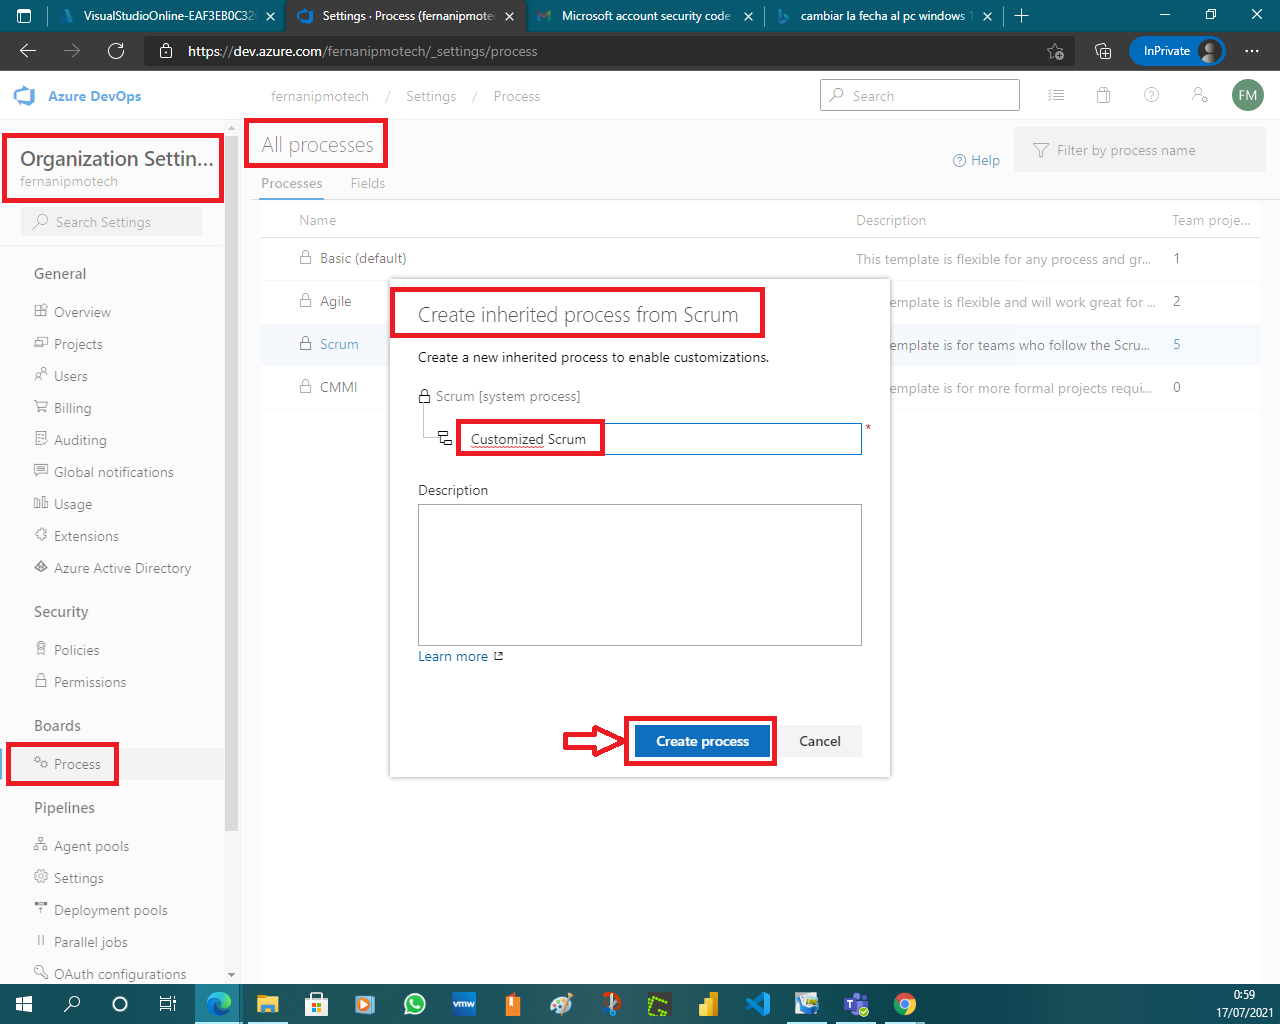 VisualStudioOnline-EAF3EB0C32
Settings · Process (fernanipmote
Microsoft account security code
cambiar la fecha al pc windows 1
https://dev.azure.com/fernanipmotech/_settings/process
InPrivate
Azure DevOps
fernanipmotech / Settings / Process
Search
FM
Organization Settin...
fernanipmotech
Search Settings
General
Overview
Projects
Users
Billing
Auditing
Global notifications
Usage
Extensions
Azure Active Directory
Security
Policies
Permissions
Boards
Process
Pipelines
Agent pools
Settings
Deployment pools
Parallel jobs
OAuth configurations
All processes
Help
Filter by process name
Processes Fields
Name Description Team proje...
Basic (default) This template is flexible for any process and gr... 1
Agile emplate is flexible and will work great for ... 2
Scrum template is for teams who follow the Scru... 5
CMMI emplate is for more formal projects requi... 0
Create inherited process from Scrum
Create a new inherited process to enable customizations.
Scrum [system process]
Customized Scrum *
Description
Learn more
Create process Cancel
vmw
0:59
17/07/2021